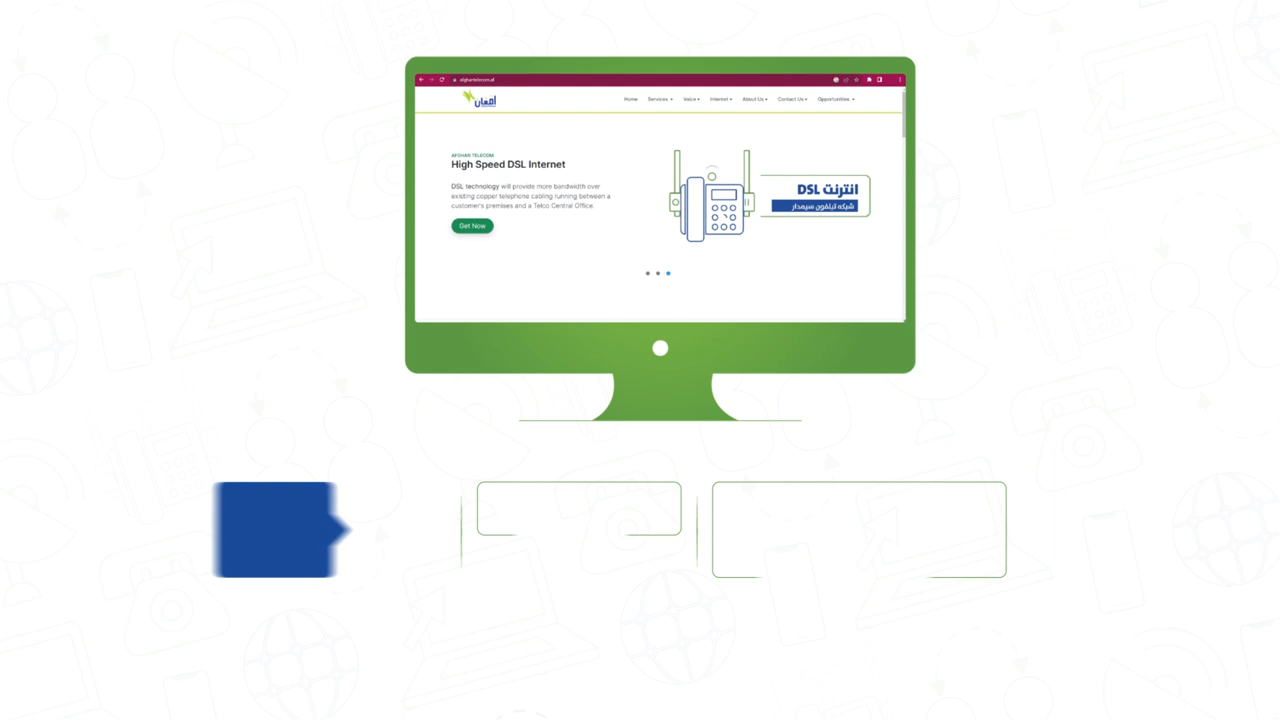 afghantelecom.af
افغان
Home Services Voice Internet About Us Contact Us Opportunities
AFGHAN TELECOM
High Speed DSL Internet
DSL technology will provide more bandwidth over
existing copper telephone cabling running between a
customer's premises and a Telco Central Office.
Get Now
انترنت DSL
شبکه تیلفون سیمدار